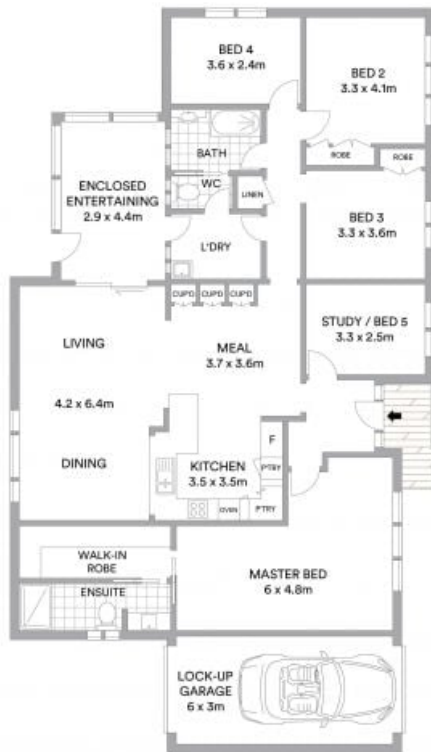 BED 4
3.6 x 2.4m
BED 2
3.3 x 4.1m
ROBE
ROBE
BATH
WC
LINEN
ENCLOSED
ENTERTAINING
2.9 x 4.4m
BED 3
3.3 x 3.6m
L'DRY
CUPD
CUPD
CUPD
STUDY / BED 5
3.3 x 2.5m
LIVING
4.2 x 6.4m
DINING
MEAL
3.7 x 3.6m
F
PTRY
KITCHEN
3.5 x 3.5m
OVEN
PTRY
WALK-IN
ROBE
ENSUITE
MASTER BED
6 x 4.8m
LOCK-UP
GARAGE
6 x 3m